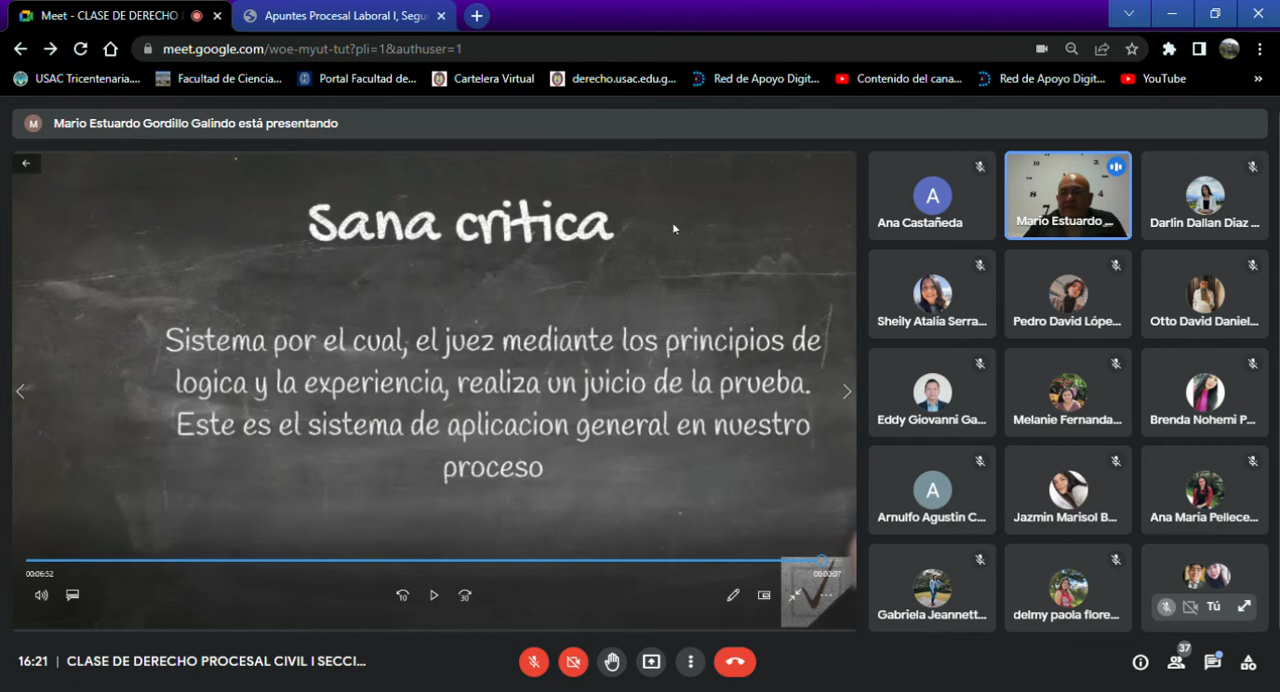 Meet - CLASE DE DERECHO
Apuntes Procesal Laboral I, Segu
meet.google.com/woe-myut-tut?pli=1&authuser=1
USAC Tricentenaria....
Facultad de Ciencia...
Portal Facultad de...
Cartelera Virtual
derecho.usac.edu.g...
Red de Apoyo Digit...
Contenido del cana...
Red de Apoyo Digit...
YouTube
M
Mario Estuardo Gordillo Galindo está presentando
Sana critica
Sistema por el cual, el juez mediante los principios de
logica y la experiencia, realiza un juicio de la prueba.
Este es el sistema de aplicacion general en nuestro
proceso
00:06:52
00:00:07
10
30
A
Ana Castañeda
Mario Estuardo ...
Darlin Dallan Diaz ...
Sheily Atalía Serra...
Pedro David Lópe...
Otto David Daniel...
Eddy Giovanni Ga...
Melanie Fernanda...
Brenda Nohemi P...
A
Arnulfo Agustin C...
Jazmin Marisol B...
Ana María Pellece...
Gabriela Jeannett...
delmy paola flore...
Tú
16:21 | CLASE DE DERECHO PROCESAL CIVIL I SECCI...
37